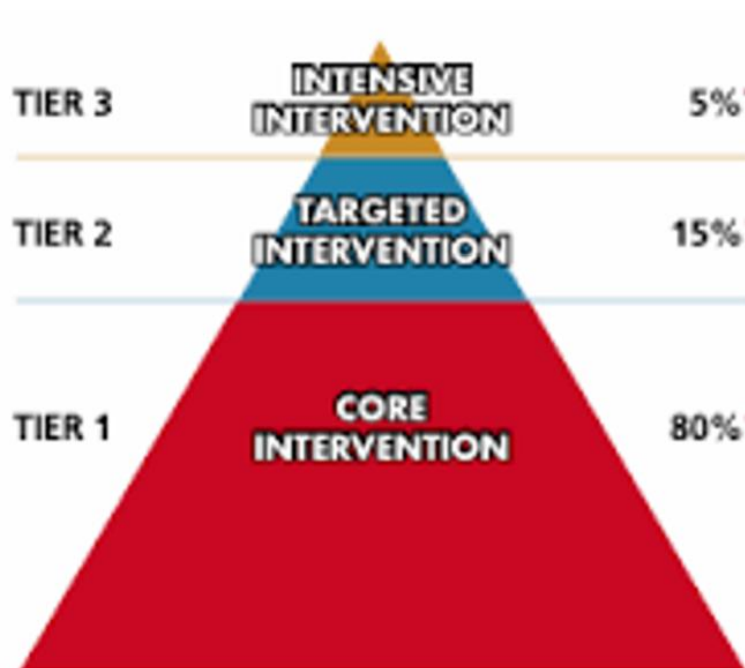 TIER 3
INTENSIVE
INTERVENTION
5%
TIER 2
TARGETED
INTERVENTION
15%
TIER 1
CORE
INTERVENTION
80%